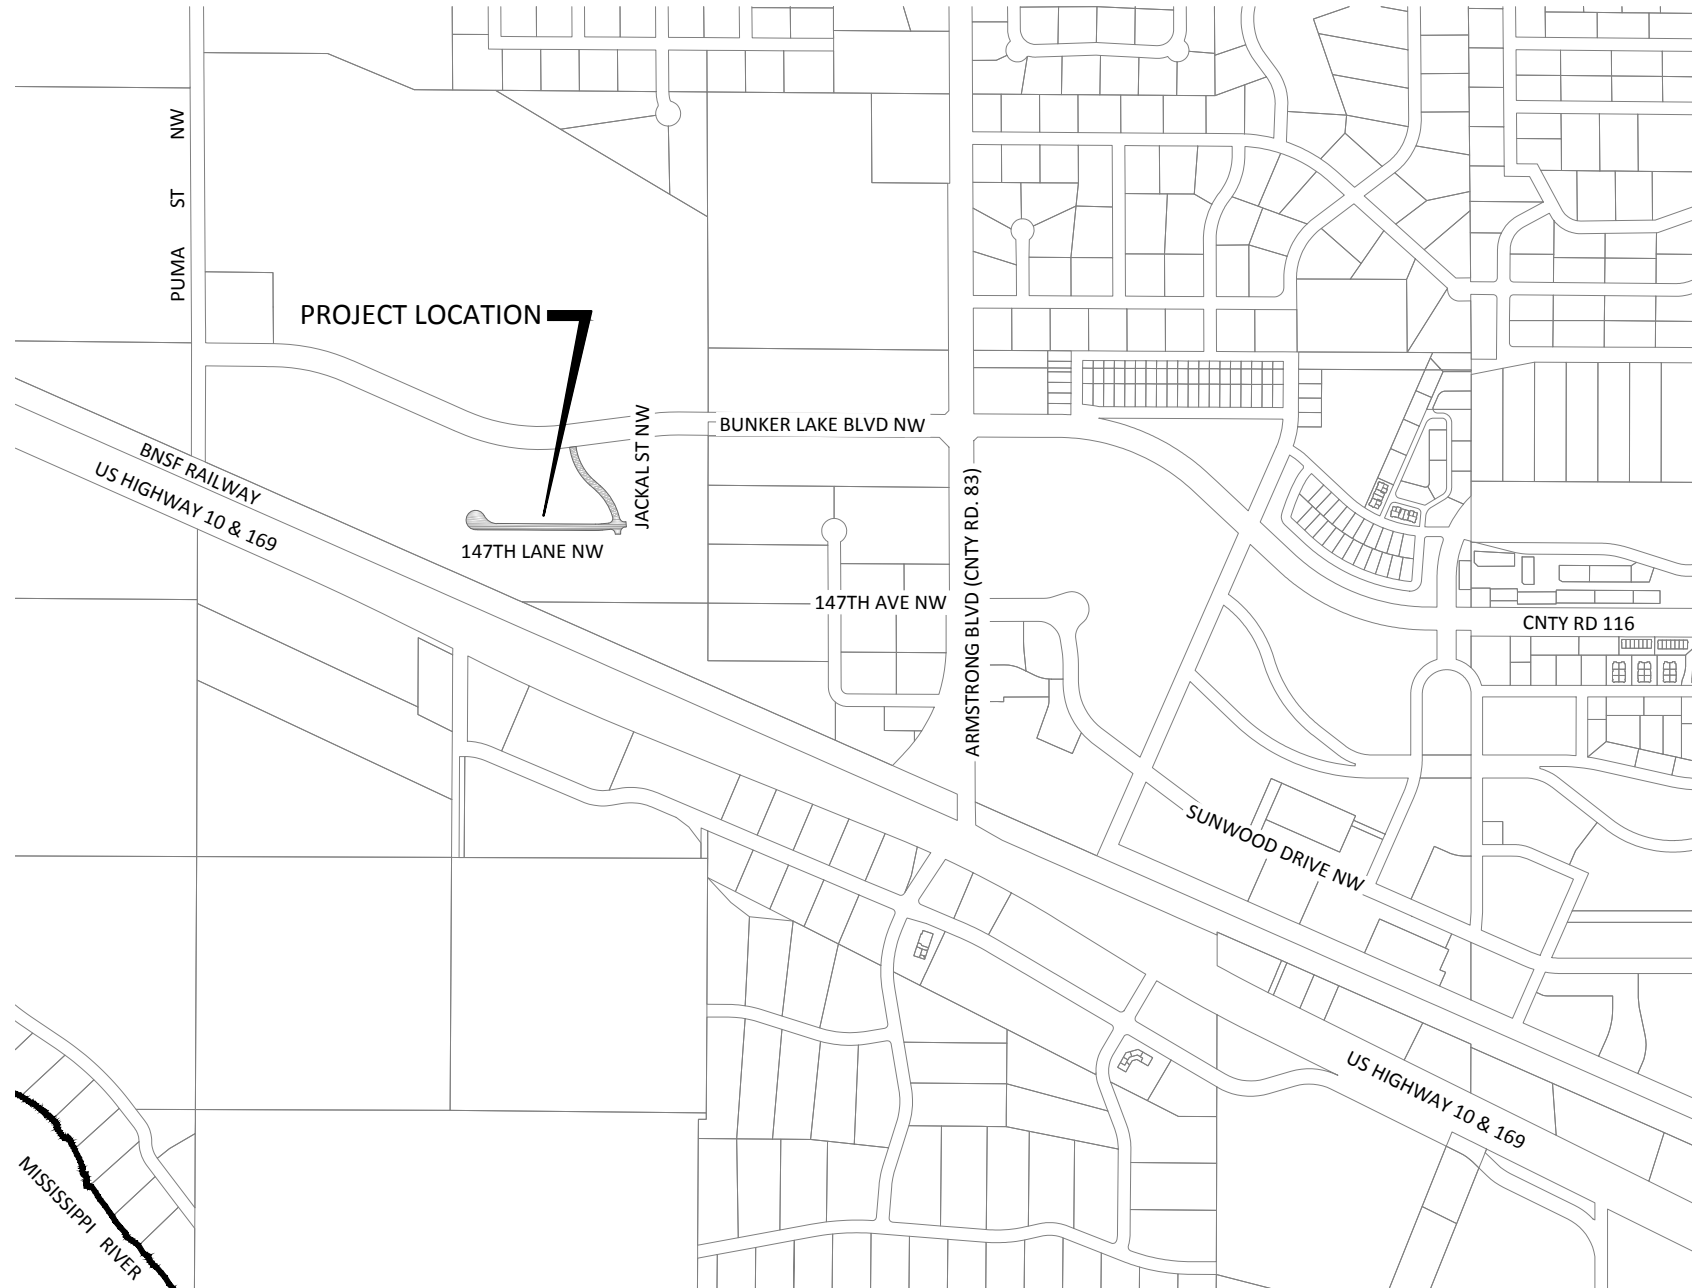 PUMA ST NW
PROJECT LOCATION
JACKAL ST NW
BUNKER LAKE BLVD NW
BNSF RAILWAY
US HIGHWAY 10 & 169
147TH LANE NW
147TH AVE NW
ARMSTRONG BLVD (CNTY RD. 83)
CNTY RD 116
SUNWOOD DRIVE NW
US HIGHWAY 10 & 169
MISSISSIPPI RIVER